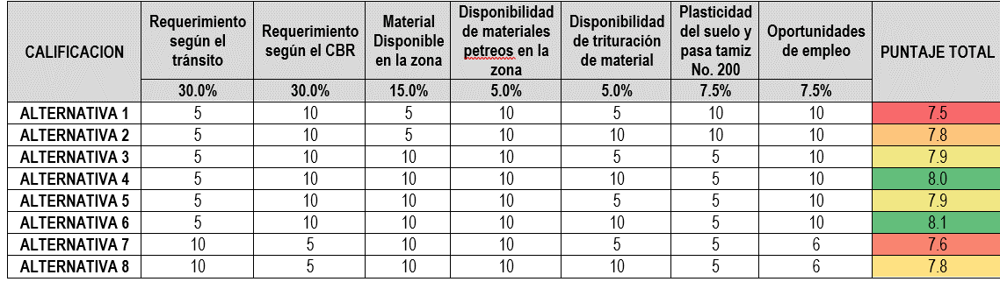 CALIFICACION | Requerimiento según el tránsito | Requerimiento según el CBR | Material Disponible en la zona | Disponibilidad de materiales petreos en la zona | Disponibilidad de trituración de material | Plasticidad del suelo y pasa tamiz No. 200 | Oportunidades de empleo | PUNTAJE TOTAL
30.0% | 30.0% | 15.0% | 5.0% | 5.0% | 7.5% | 7.5%
ALTERNATIVA 1 | 5 | 10 | 5 | 10 | 5 | 10 | 10 | 7.5
ALTERNATIVA 2 | 5 | 10 | 5 | 10 | 10 | 10 | 10 | 7.8
ALTERNATIVA 3 | 5 | 10 | 10 | 10 | 5 | 5 | 10 | 7.9
ALTERNATIVA 4 | 5 | 10 | 10 | 10 | 10 | 5 | 10 | 8.0
ALTERNATIVA 5 | 5 | 10 | 10 | 10 | 5 | 5 | 10 | 7.9
ALTERNATIVA 6 | 5 | 10 | 10 | 10 | 10 | 5 | 10 | 8.1
ALTERNATIVA 7 | 10 | 5 | 10 | 10 | 5 | 5 | 6 | 7.6
ALTERNATIVA 8 | 10 | 5 | 10 | 10 | 10 | 5 | 6 | 7.8